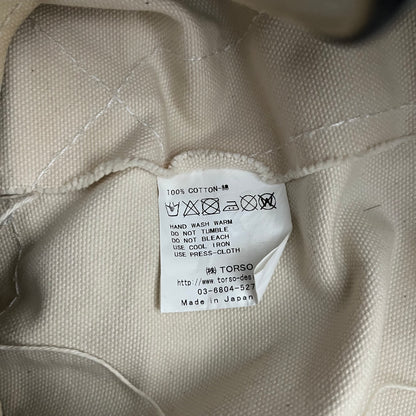 100% COTTON-綿
HAND WASH WARM
DO NOT TUMBLE
DO NOT BLEACH
USE COOL IRON
USE PRESS-CLOTH
㈱ TORSO
http://www.torso-des
03-6804-527
Made in Japan